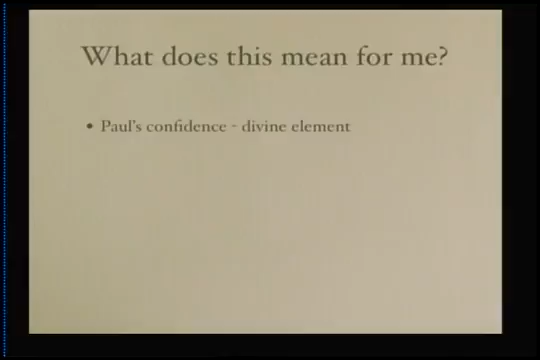 What does this mean for me?
• Paul's confidence - divine element